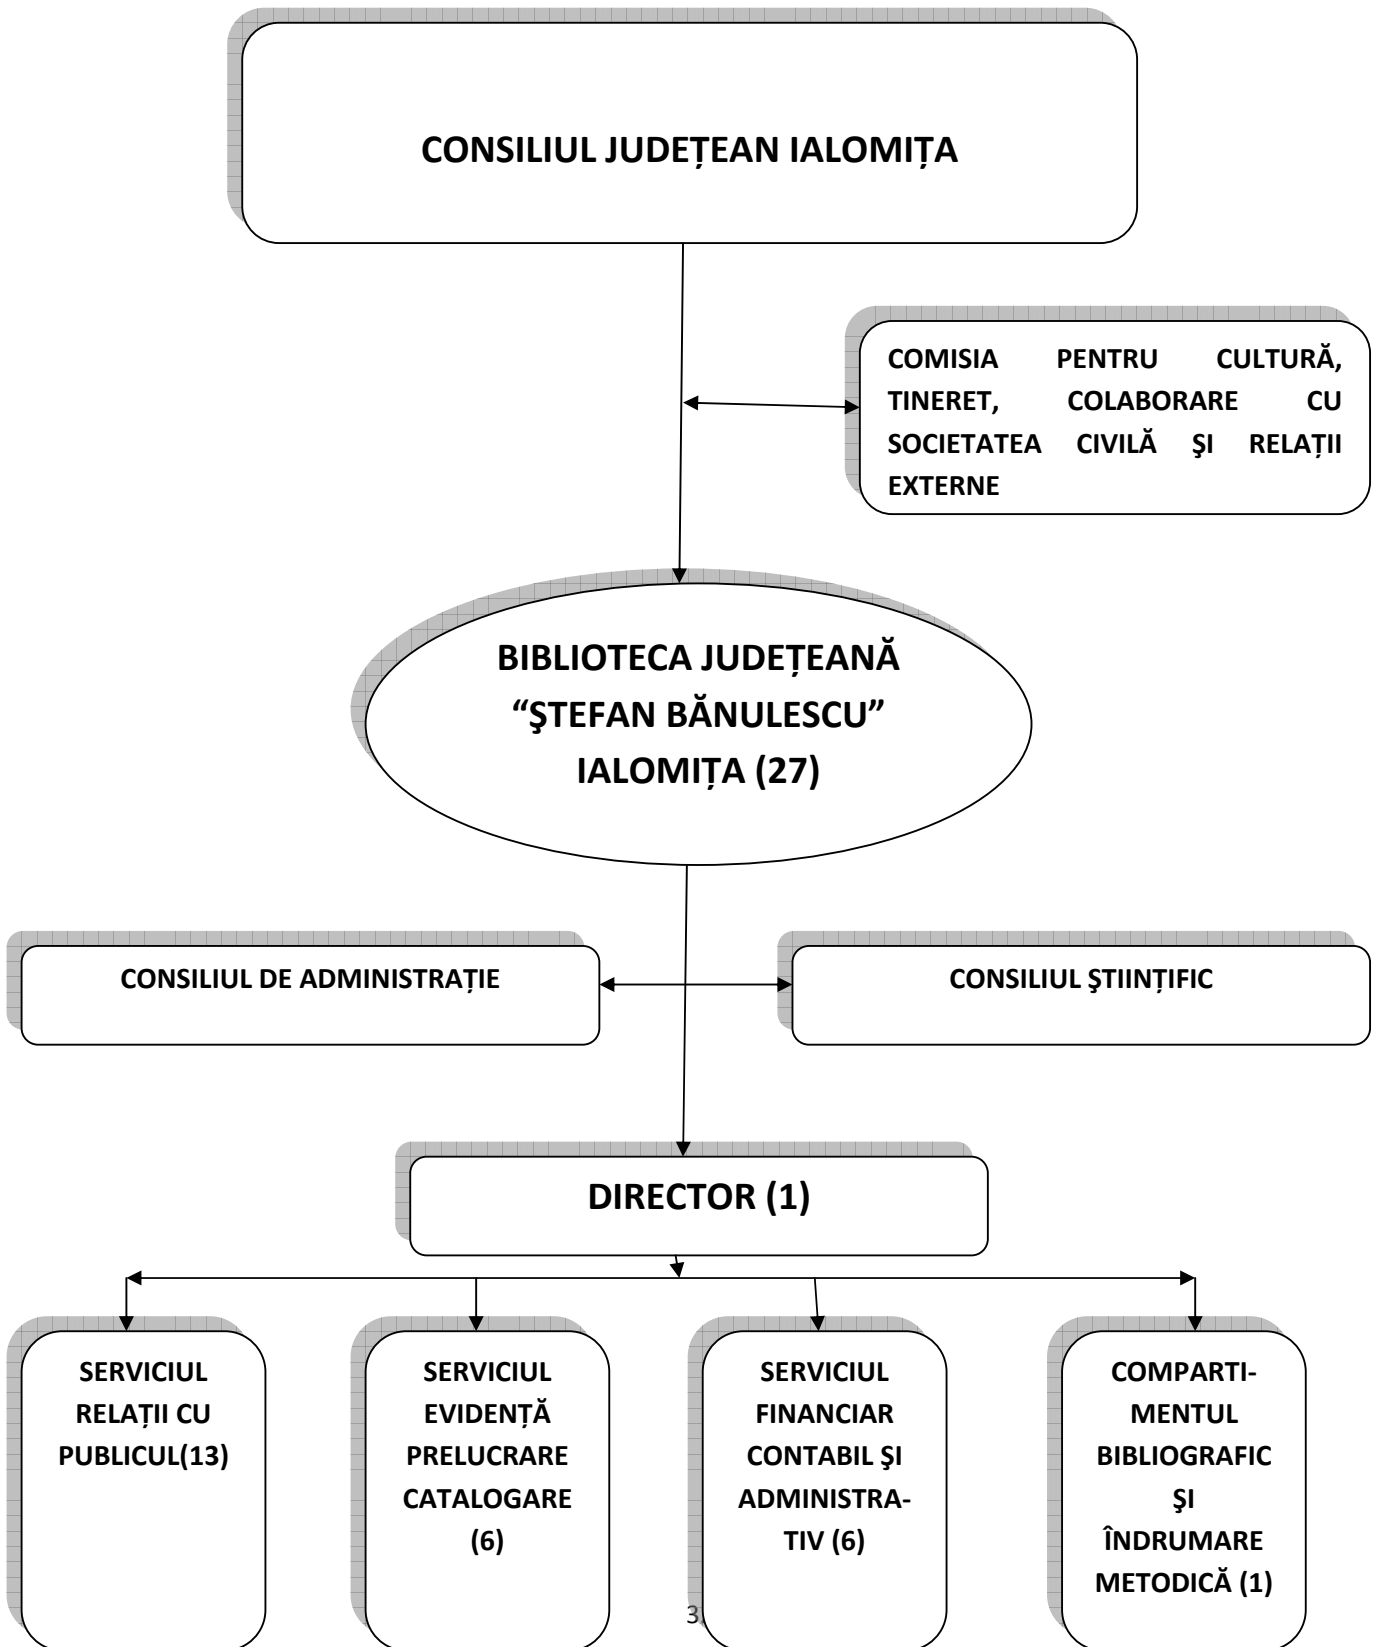 CONSILIUL JUDEȚEAN IALOMIȚA
COMISIA PENTRU CULTURĂ,
TINERET, COLABORARE CU
SOCIETATEA CIVILĂ ŞI RELAȚII
EXTERNE
BIBLIOTECA JUDEȚEANĂ
“ŞTEFAN BĂNULESCU”
IALOMIȚA (27)
CONSILIUL DE ADMINISTRAȚIE
CONSILIUL ŞTIINȚIFIC
DIRECTOR (1)
SERVICIUL
RELAȚII CU
PUBLICUL(13)
SERVICIUL
EVIDENȚĂ
PRELUCRARE
CATALOGARE
(6)
SERVICIUL
FINANCIAR
CONTABIL ŞI
ADMINISTRA-
TIV (6)
COMPARTI-
MENTUL
BIBLIOGRAFIC
ŞI
ÎNDRUMARE
METODICĂ (1)